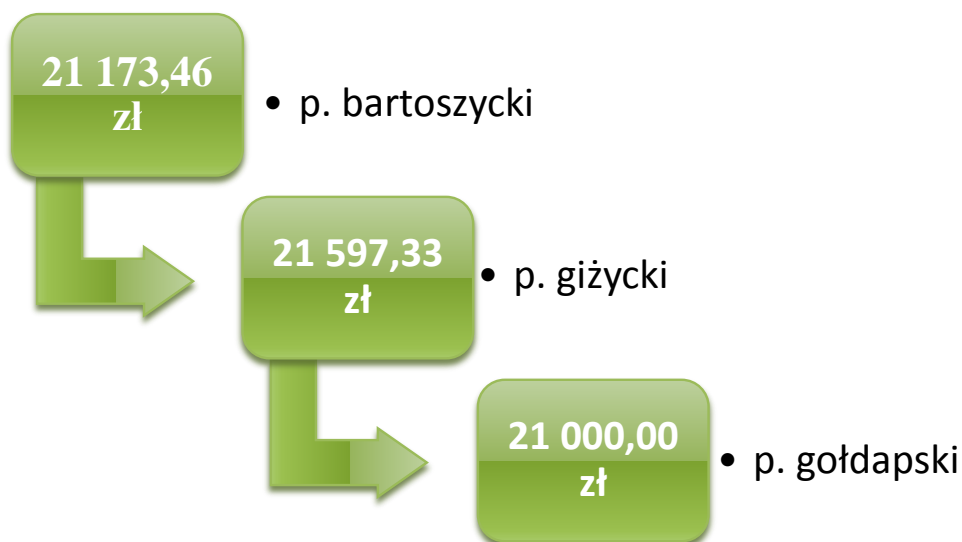 21 173,46
zł
• p. bartoszycki
21 597,33
zł
• p. giżycki
21 000,00
zł
• p. gołdapski